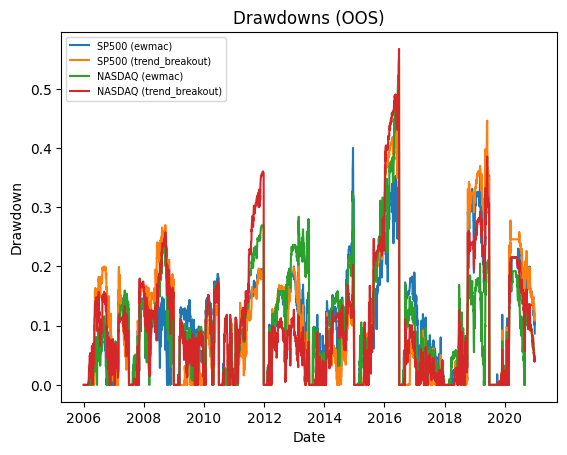 Drawdowns (OOS)
SP500 (ewmac)
SP500 (trend_breakout)
NASDAQ (ewmac)
NASDAQ (trend_breakout)
Drawdown
0.5
0.4
0.3
0.2
0.1
0.0
2006 2008 2010 2012 2014 2016 2018 2020
Date